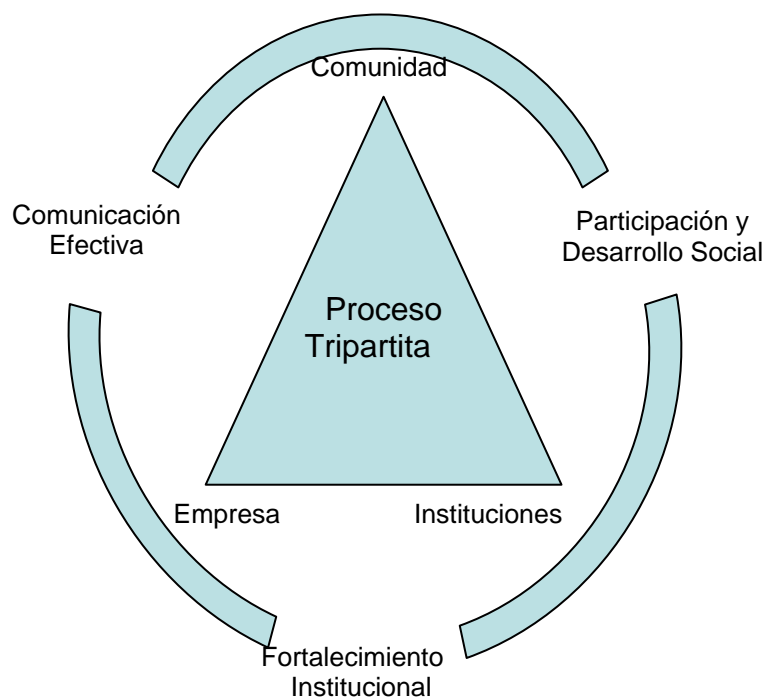 Comunidad
Comunicación
Efectiva
Participación y
Desarrollo Social
Proceso
Tripartita
Empresa
Instituciones
Fortalecimiento
Institucional